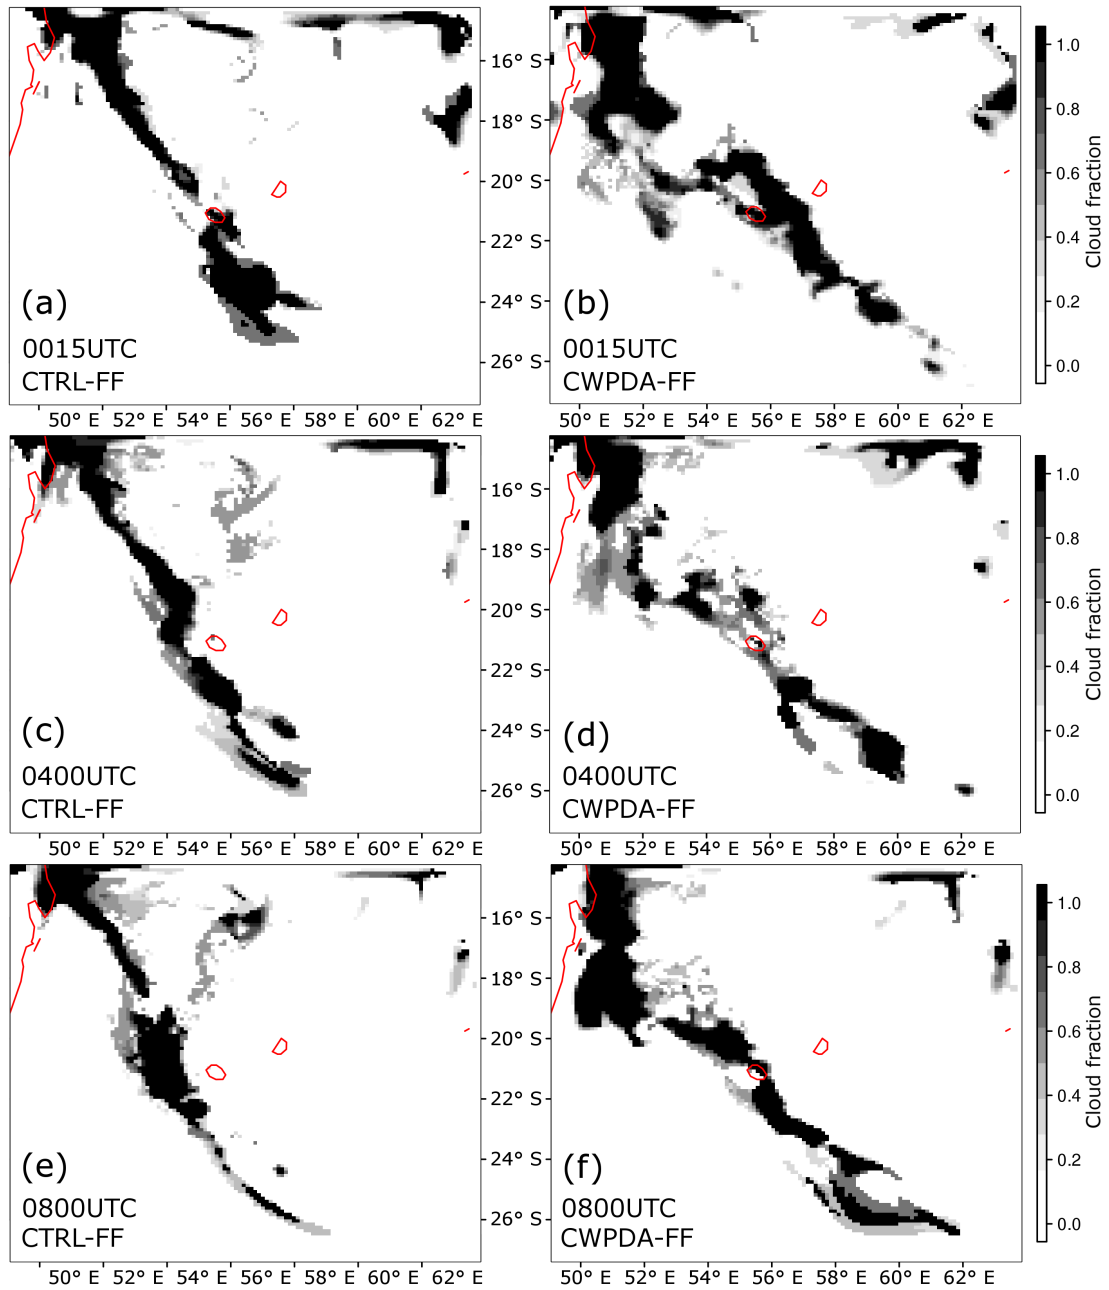 (a)
0015UTC
CTRL-FF
16° S
18° S
20° S
22° S
24° S
26° S
50° E 52° E 54° E 56° E 58° E 60° E 62° E
(b)
0015UTC
CWPDA-FF
50° E 52° E 54° E 56° E 58° E 60° E 62° E
1.0
0.8
0.6
0.4
0.2
0.0
Cloud fraction
(c)
0400UTC
CTRL-FF
16° S
18° S
20° S
22° S
24° S
26° S
50° E 52° E 54° E 56° E 58° E 60° E 62° E
(d)
0400UTC
CWPDA-FF
50° E 52° E 54° E 56° E 58° E 60° E 62° E
1.0
0.8
0.6
0.4
0.2
0.0
Cloud fraction
(e)
0800UTC
CTRL-FF
16° S
18° S
20° S
22° S
24° S
26° S
50° E 52° E 54° E 56° E 58° E 60° E 62° E
(f)
0800UTC
CWPDA-FF
50° E 52° E 54° E 56° E 58° E 60° E 62° E
1.0
0.8
0.6
0.4
0.2
0.0
Cloud fraction